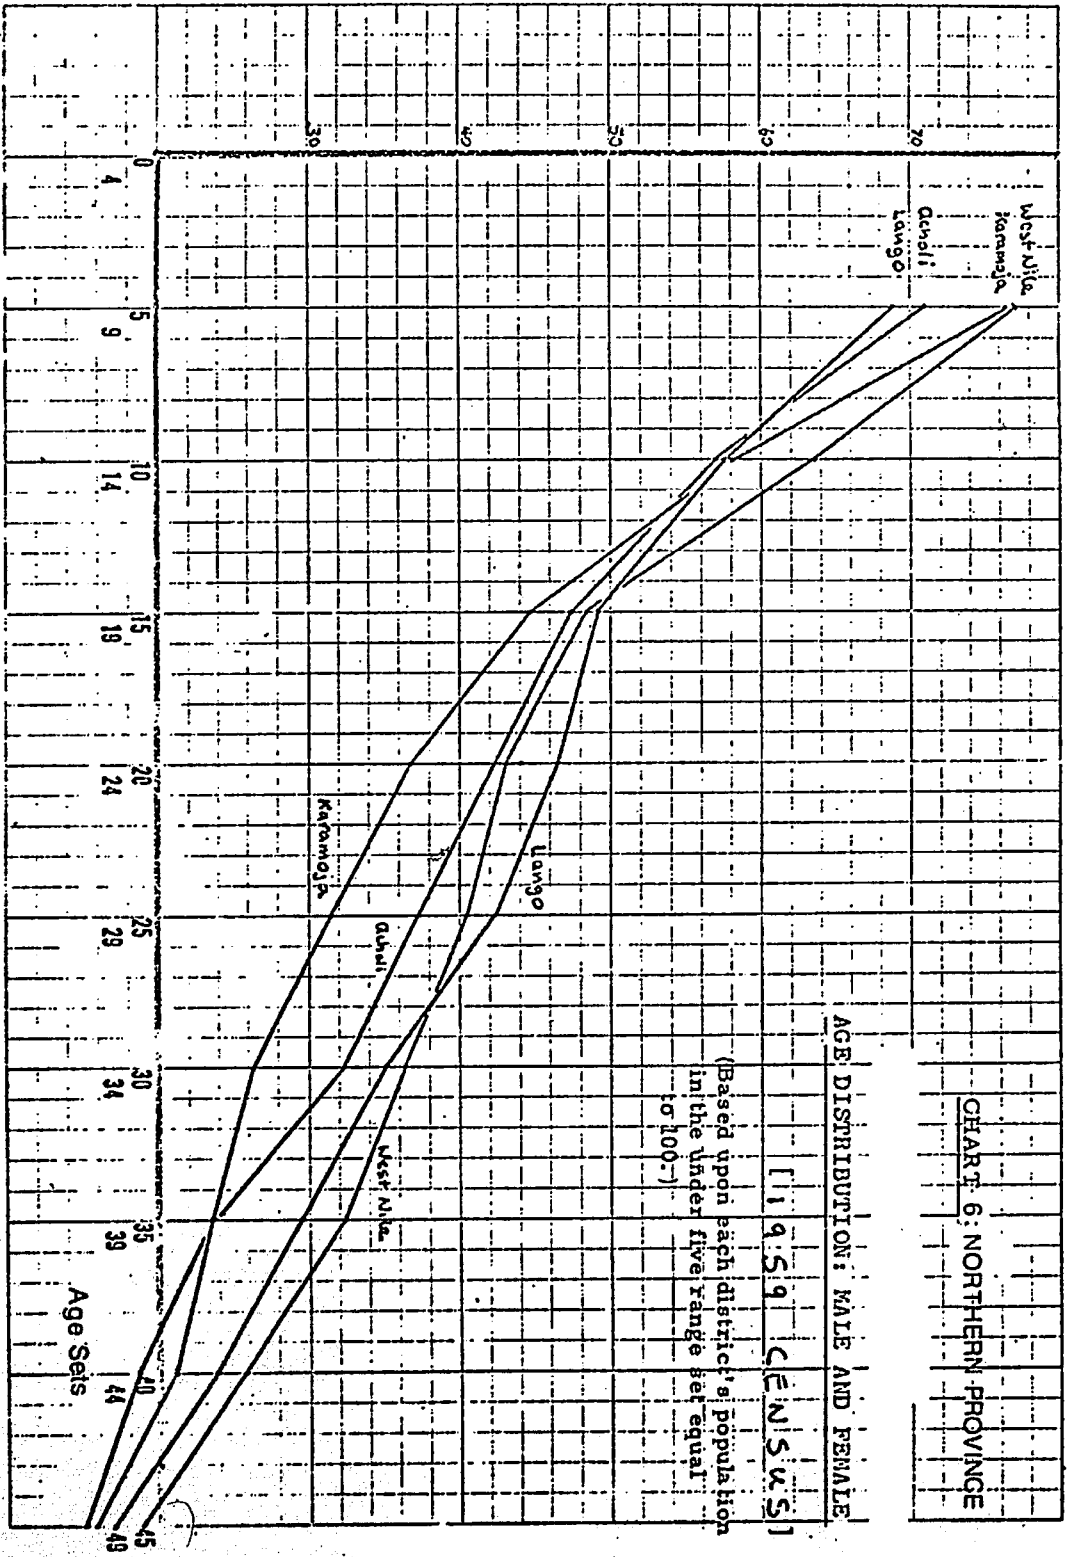 CHART 6: NORTHERN PROVINCE
AGE DISTRIBUTION: MALE AND FEMALE
[1959 CENSUS]
(Based upon each district's population
in the under five range set equal
to 100.)
70
60
50
40
30
West Nile
Karamoja
Acholi
Lango
Lango
Acholi
Karamoja
West Nile
0 5 10 15 20 25 30 35 40 45
4 9 14 19 24 29 34 39 44 49
Age Sets